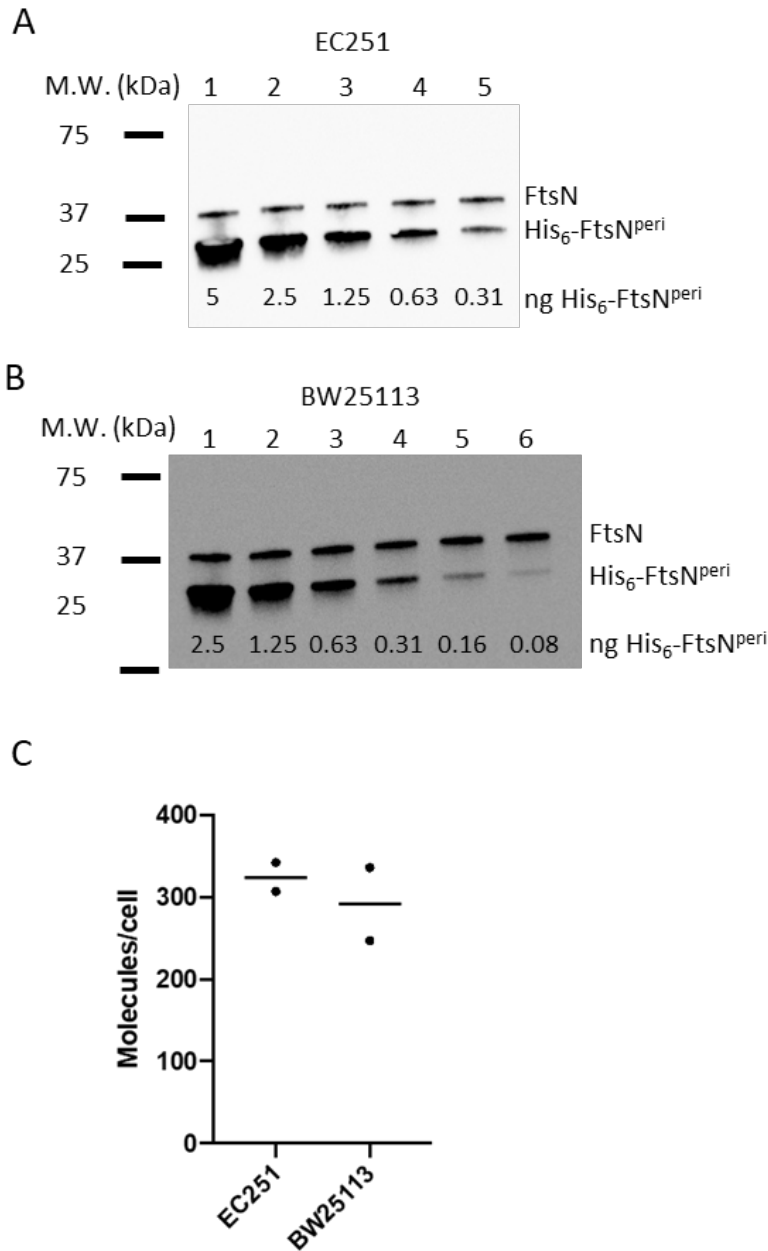 A
EC251
M.W. (kDa) 1 2 3 4 5
75
37
25
FtsN
His₆-FtsNᵖᵉʳⁱ
5 2.5 1.25 0.63 0.31 ng His₆-FtsNᵖᵉʳⁱ
B
BW25113
M.W. (kDa) 1 2 3 4 5 6
75
37
25
FtsN
His₆-FtsNᵖᵉʳⁱ
2.5 1.25 0.63 0.31 0.16 0.08 ng His₆-FtsNᵖᵉʳⁱ
C
Molecules/cell
400
300
200
100
0
EC251
BW25113